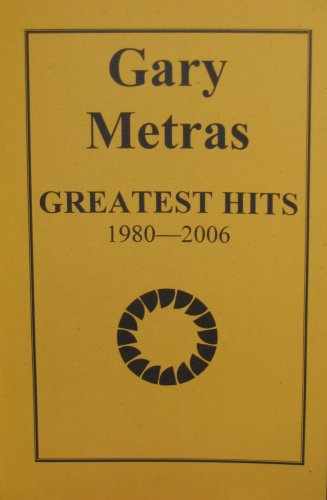 Gary
Metras
GREATEST HITS
1980—2006